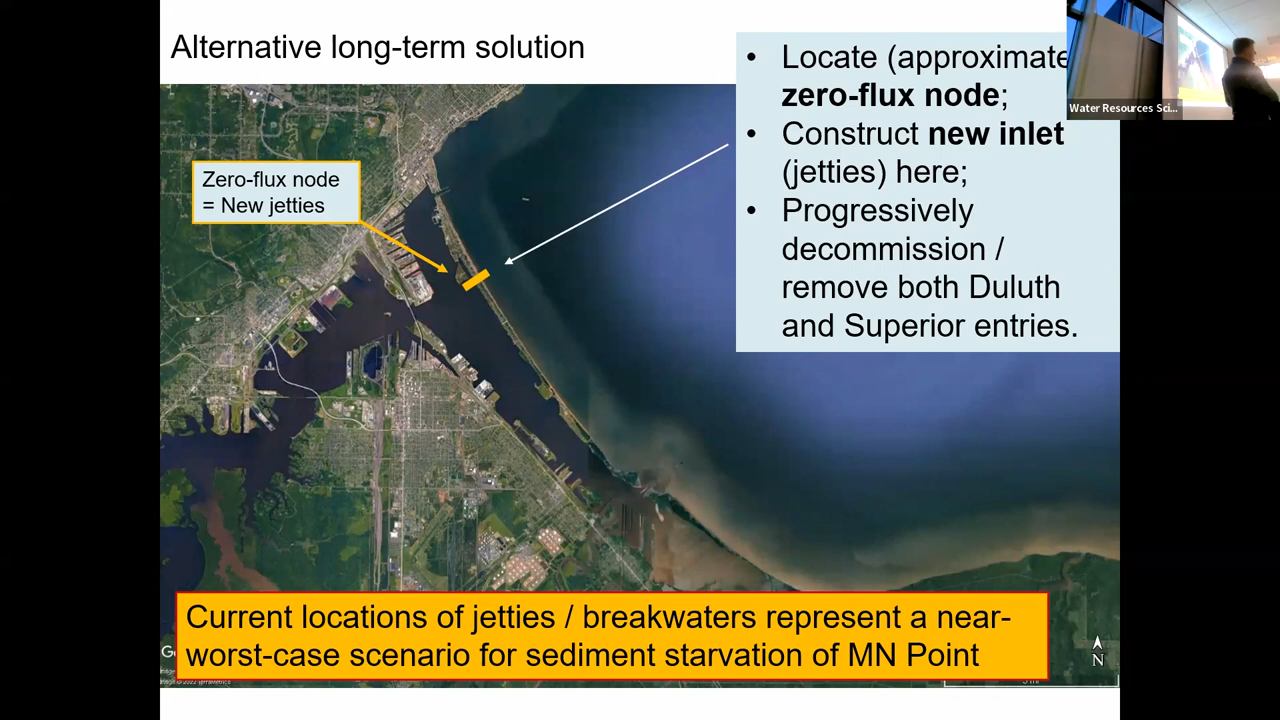 Alternative long-term solution
• Locate (approximate
zero-flux node;
• Construct new inlet
(jetties) here;
• Progressively
decommission /
remove both Duluth
and Superior entries.
Water Resources Sci...
Zero-flux node
= New jetties
Current locations of jetties / breakwaters represent a near-
worst-case scenario for sediment starvation of MN Point
N